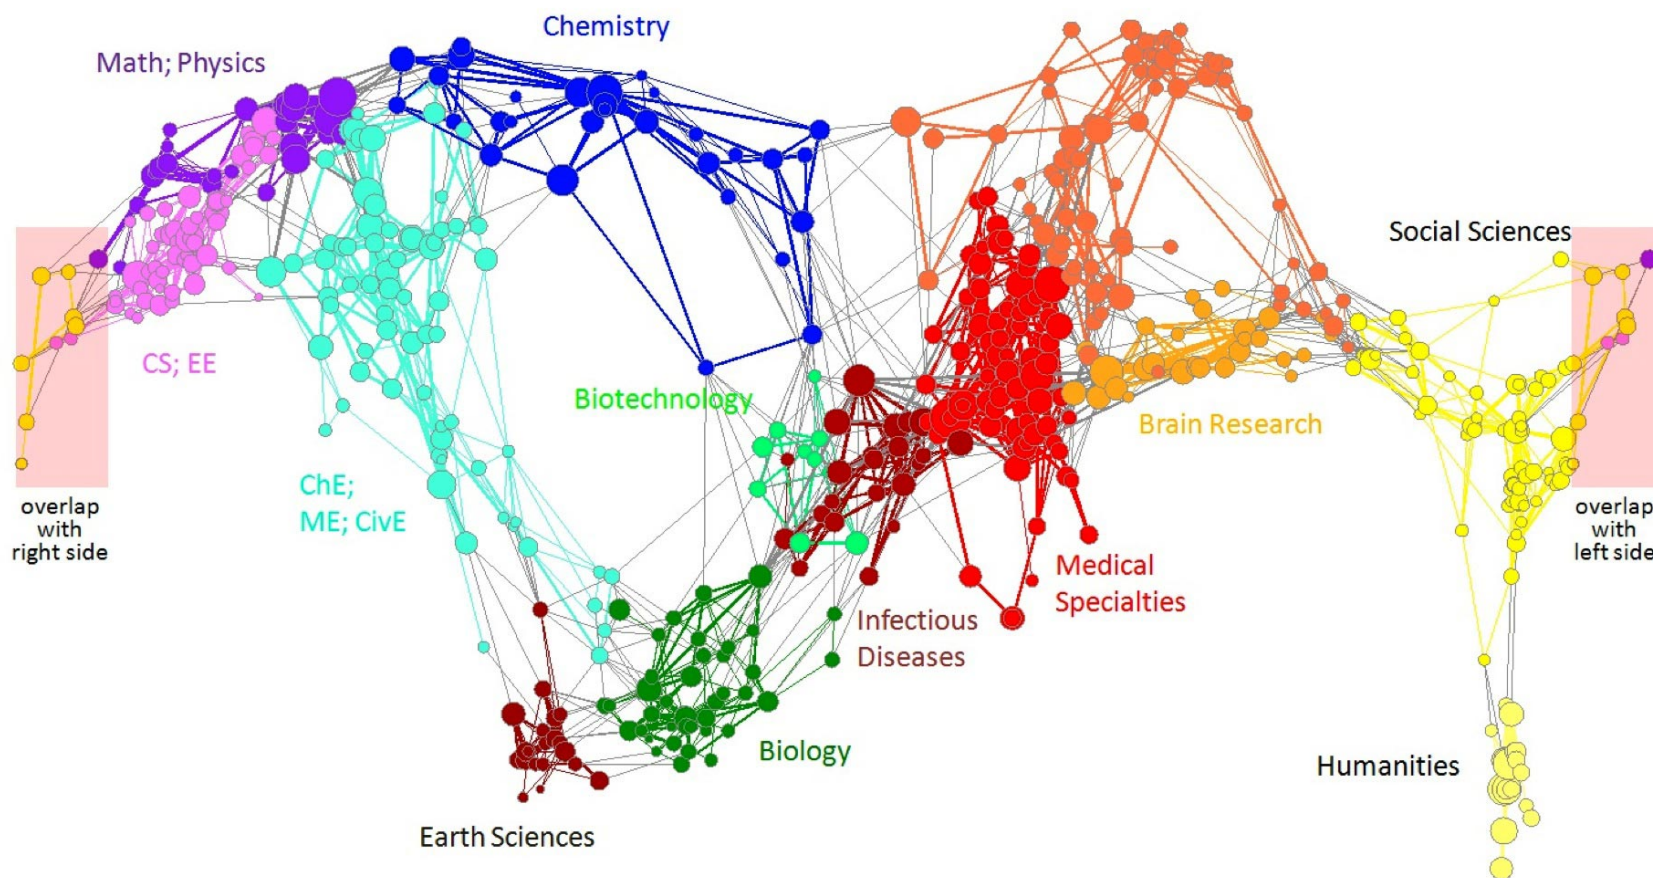 Chemistry
Math; Physics
Social Sciences
CS; EE
Biotechnology
Brain Research
ChE;
ME; CivE
overlap
with
right side
overlap
with
left side
Medical
Specialties
Infectious
Diseases
Biology
Humanities
Earth Sciences